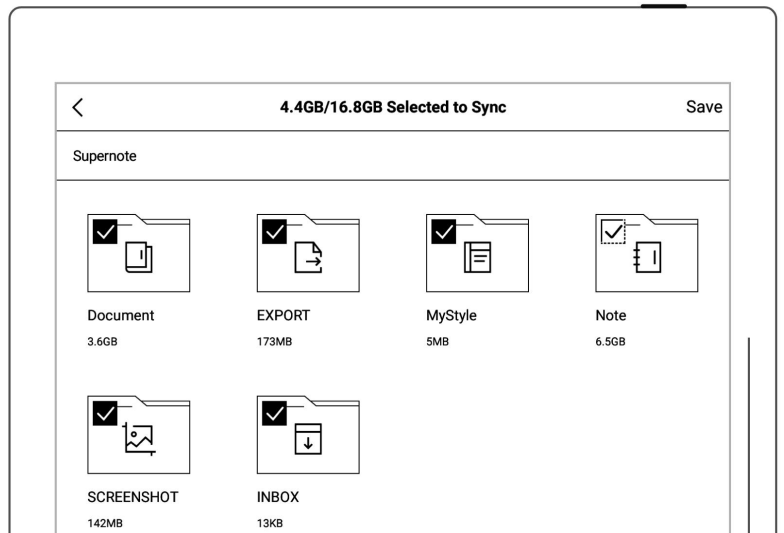 4.4GB/16.8GB Selected to Sync Save
Supernote
Document EXPORT MyStyle Note
3.6GB 173MB 5MB 6.5GB
SCREENSHOT INBOX
142MB 13KB